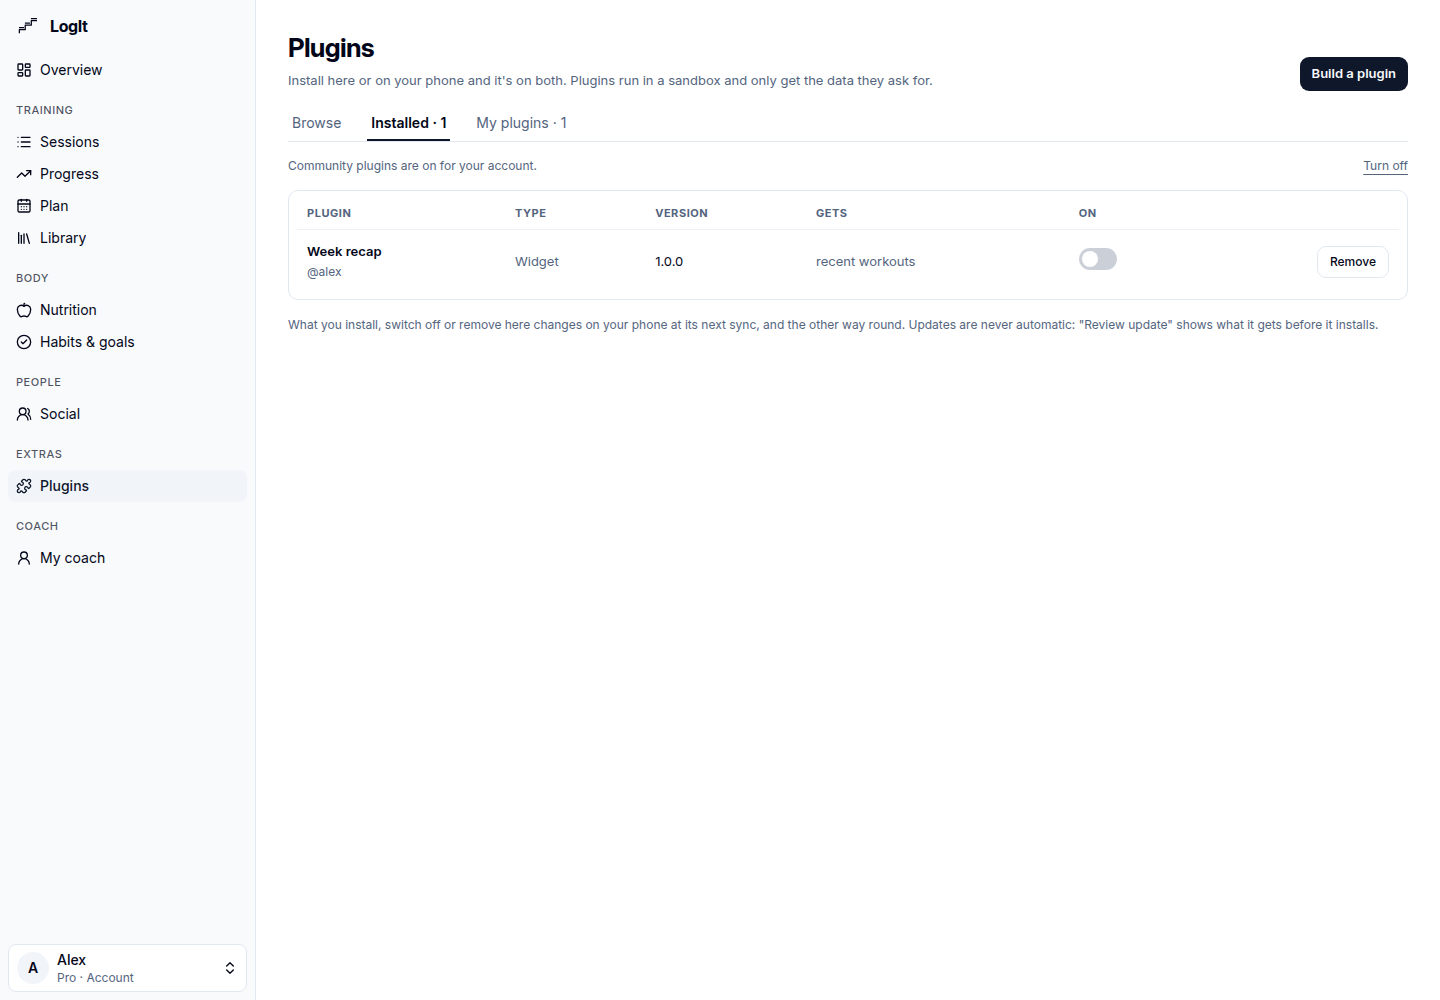 LogIt
Overview
TRAINING
Sessions
Progress
Plan
Library
BODY
Nutrition
Habits & goals
PEOPLE
Social
EXTRAS
Plugins
COACH
My coach
A
Alex
Pro · Account
Plugins
Install here or on your phone and it's on both. Plugins run in a sandbox and only get the data they ask for.
Build a plugin
Browse
Installed · 1
My plugins · 1
Community plugins are on for your account.
Turn off
PLUGIN TYPE VERSION GETS ON
Week recap
@alex
Widget
1.0.0
recent workouts
Remove
What you install, switch off or remove here changes on your phone at its next sync, and the other way round. Updates are never automatic: "Review update" shows what it gets before it installs.